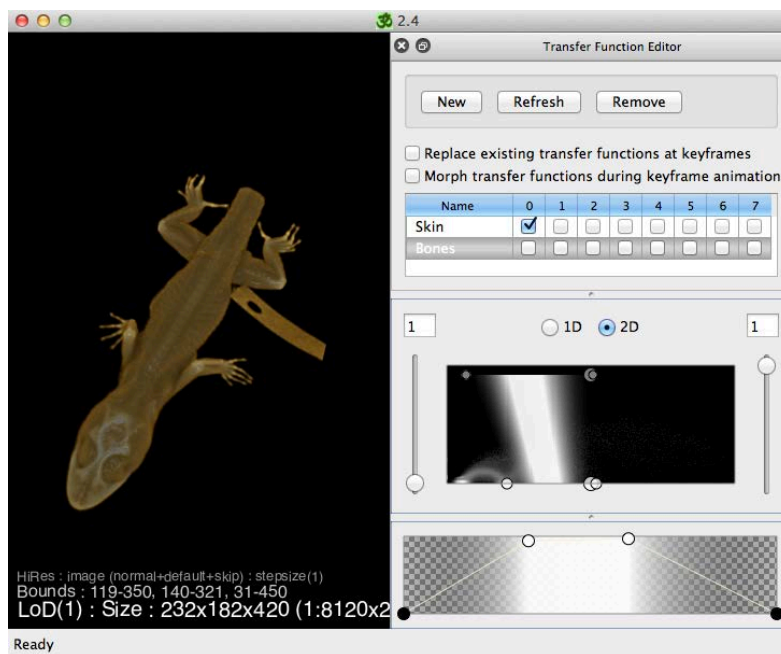 ॐ 2.4
Transfer Function Editor
New Refresh Remove
Replace existing transfer functions at keyframes
Morph transfer functions during keyframe animation
Name 0 1 2 3 4 5 6 7
Skin
Bones
1 1D 2D 1
HiRes : image (normal+default+skip) : stepsize(1)
Bounds : 119-350, 140-321, 31-450
LoD(1) : Size : 232x182x420 (1:8120x2
Ready